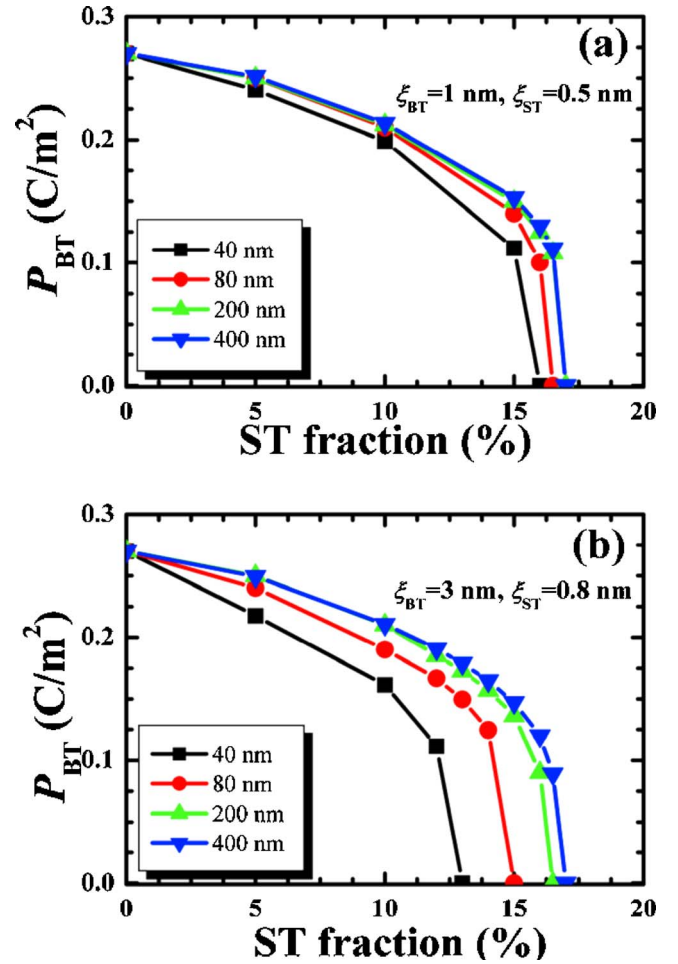 0.3
(a)
ξBT=1 nm, ξST=0.5 nm
0.2
PBT (C/m²)
0.1
40 nm
80 nm
200 nm
400 nm
0.0
0 5 10 15 20
ST fraction (%)
0.3
(b)
ξBT=3 nm, ξST=0.8 nm
0.2
PBT (C/m²)
0.1
40 nm
80 nm
200 nm
400 nm
0.0
0 5 10 15 20
ST fraction (%)